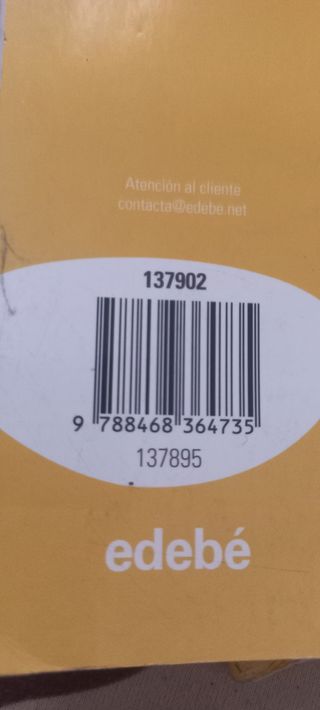 Atención al cliente
contacta@edebe.net
137902
9 788468 364735
137895
edebé